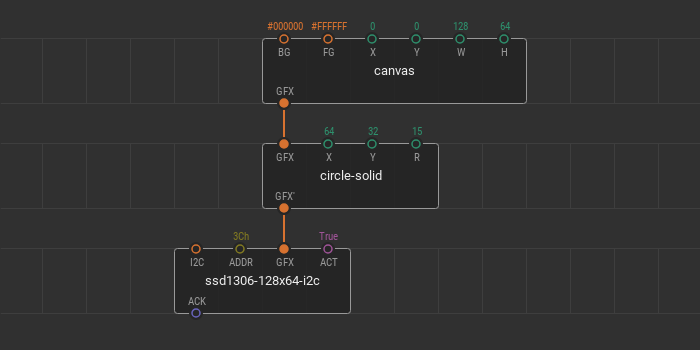 #000000 #FFFFFF 0 0 128 64
BG FG X Y W H
canvas
GFX
64 32 15
GFX X Y R
circle-solid
GFX'
3Ch True
I2C ADDR GFX ACT
ssd1306-128x64-i2c
ACK